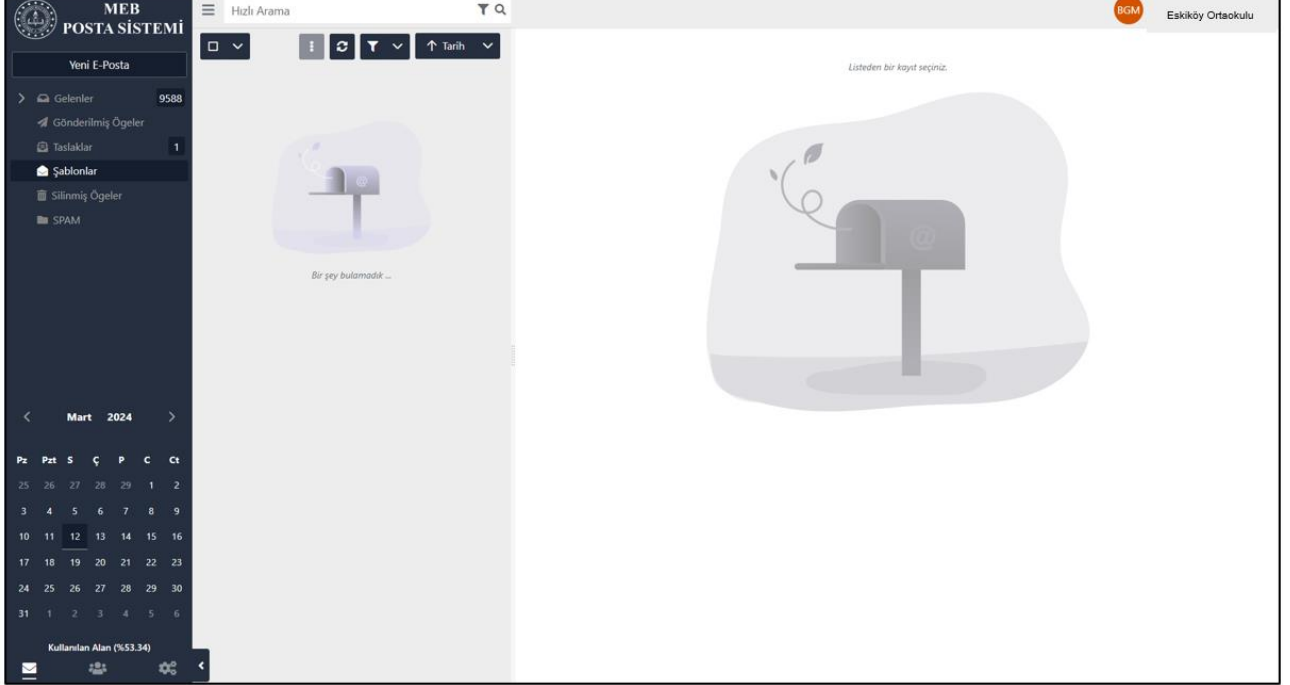 MEB
POSTA SİSTEMİ
Yeni E-Posta
Gelenler 9588
Gönderilmiş Ögeler
Taslaklar 1
Şablonlar
Silinmiş Ögeler
SPAM
Mart 2024
Pz Pzt S Ç P C Ct
25 26 27 28 29 1 2
3 4 5 6 7 8 9
10 11 12 13 14 15 16
17 18 19 20 21 22 23
24 25 26 27 28 29 30
31 1 2 3 4 5 6
Kullanılan Alan (%53.34)
Hızlı Arama
Tarih
@
Bir şey bulamadık ...
BGM Eskiköy Ortaokulu
Listeden bir kayıt seçiniz.
@